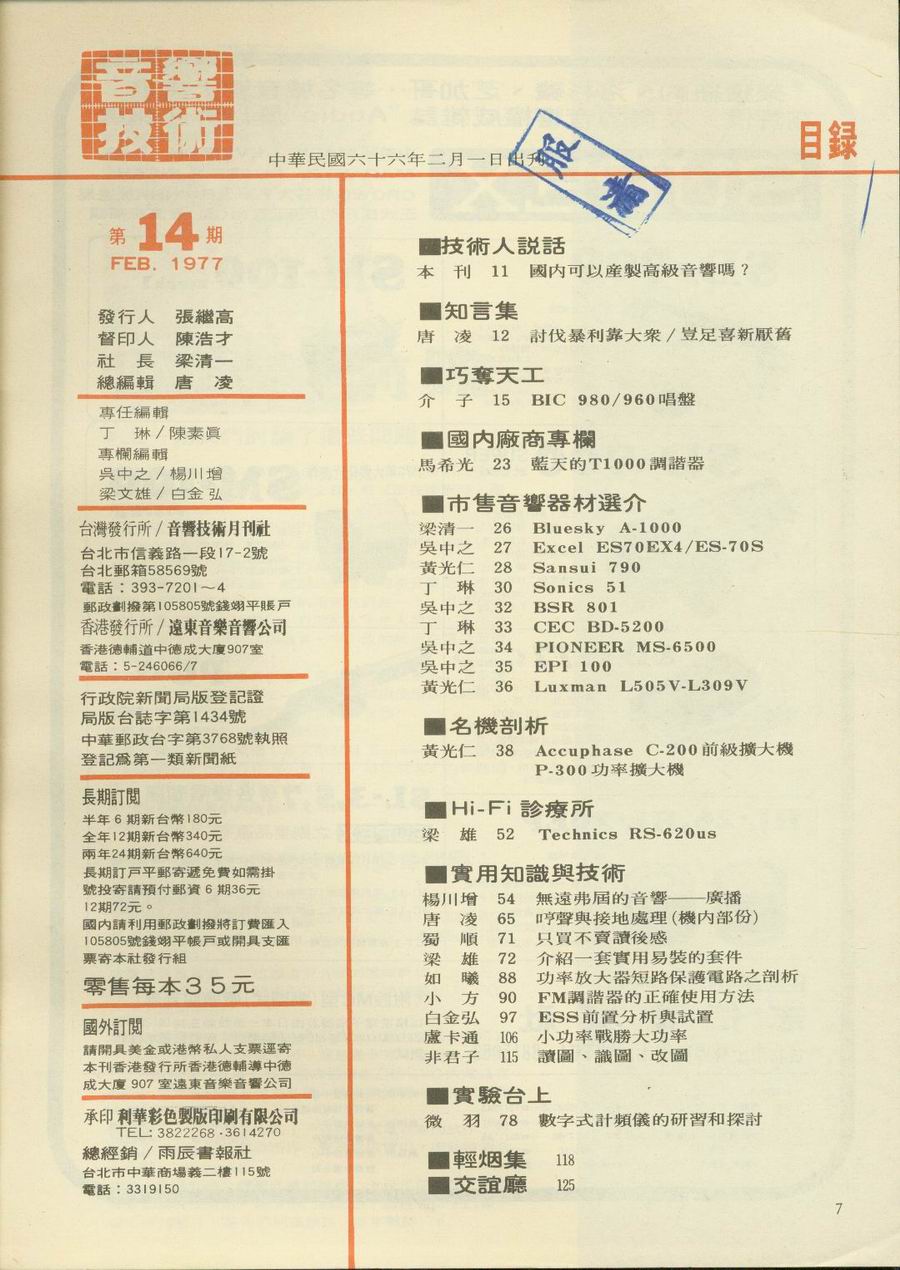 音響
技術
中華民國六十六年二月一日出刊
目錄
第14期
FEB. 1977
發行人 張繼高
督印人 陳浩才
社 長 梁清一
總編輯 唐 凌
專任編輯
丁 琳/陳素眞
專欄編輯
吳中之/楊川增
梁文雄/白金弘
台灣發行所/音響技術月刊社
台北市信義路一段17-2號
台北郵箱58569號
電話：393-7201~4
郵政劃撥第105805號錢翊平賬戶
香港發行所/遠東音樂音響公司
香港德輔道中德成大廈907室
電話：5-246066/7
行政院新聞局版登記證
局版台誌字第1434號
中華郵政台字第3768號執照
登記爲第一類新聞紙
長期訂閱
半年 6 期新台幣180元
全年12期新台幣340元
兩年24期新台幣640元
長期訂戶平郵寄遞免費如需掛
號投寄請預付郵資 6 期36元
12期72元。
國內請利用郵政劃撥將訂費匯入
105805號錢翊平帳戶或開具支匯
票寄本社發行組
零售每本35元
國外訂閱
請開具美金或港幣私人支票逕寄
本刊香港發行所香港德輔導中德
成大廈 907 室遠東音樂音響公司
承印 利華彩色製版印刷有限公司
TEL: 3822268·3614270
總經銷/雨辰書報社
台北市中華商場義二樓115號
電話：3319150
■技術人説話
本 刊 11 國內可以産製高級音響嗎？
■知言集
唐 凌 12 討伐暴利靠大衆/豈足喜新厭舊
■巧奪天工
介 子 15 BIC 980/960唱盤
■國內廠商專欄
馬希光 23 藍天的T1000調諧器
■市售音響器材選介
梁清一 26 Bluesky A-1000
吳中之 27 Excel ES70EX4/ES-70S
黃光仁 28 Sansui 790
丁 琳 30 Sonics 51
吳中之 32 BSR 801
丁 琳 33 CEC BD-5200
吳中之 34 PIONEER MS-6500
吳中之 35 EPI 100
黃光仁 36 Luxman L505V-L309V
■名機剖析
黃光仁 38 Accuphase C-200前級擴大機
P-300功率擴大機
■Hi-Fi 診療所
梁 雄 52 Technics RS-620us
■實用知識與技術
楊川增 54 無遠弗屆的音響——廣播
唐 凌 65 哼聲與接地處理(機內部份)
蜀 順 71 只買不賣讀後感
梁 雄 72 介紹一套實用易裝的套件
如 曦 88 功率放大器短路保護電路之剖析
小 方 90 FM調諧器的正確使用方法
白金弘 97 ESS前置分析與試置
盧卡通 106 小功率戰勝大功率
非君子 115 讀圖、識圖、改圖
■實驗台上
微 羽 78 數字式計頻儀的研習和探討
■輕烟集 118
■交誼廳 125
7